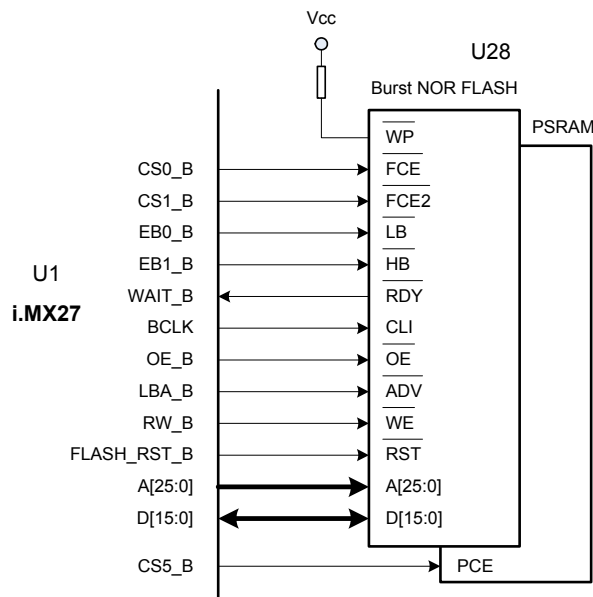 Vcc
U28
Burst NOR FLASH
PSRAM
WP
CS0_B FCE
CS1_B FCE2
EB0_B LB
EB1_B HB
U1
WAIT_B RDY
i.MX27
BCLK CLI
OE_B OE
LBA_B ADV
RW_B WE
FLASH_RST_B RST
A[25:0] A[25:0]
D[15:0] D[15:0]
CS5_B PCE